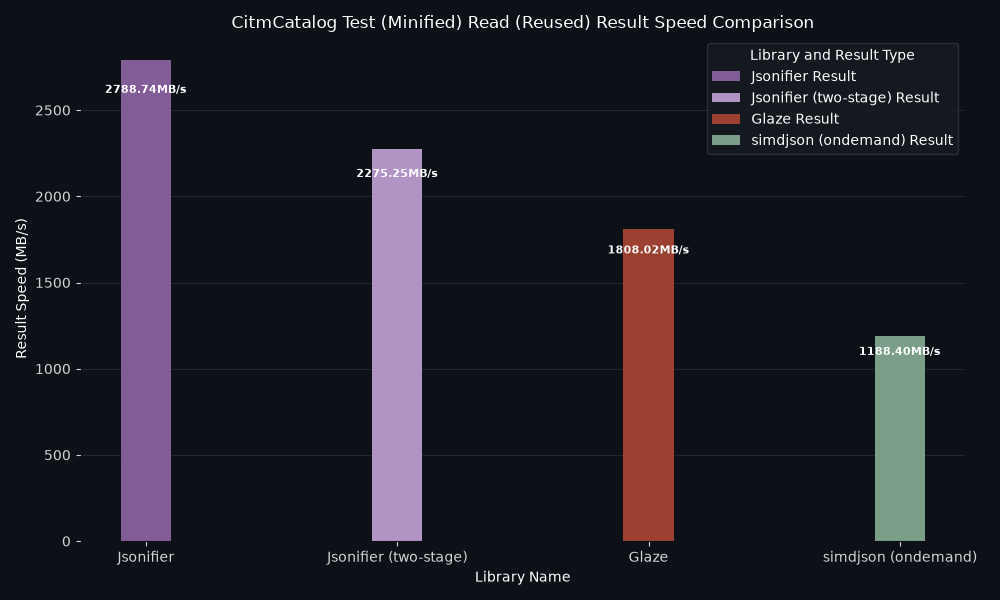 CitmCatalog Test (Minified) Read (Reused) Result Speed Comparison
Library and Result Type
Jsonifier Result
Jsonifier (two-stage) Result
Glaze Result
simdjson (ondemand) Result
2788.74MB/s
2275.25MB/s
1808.02MB/s
1188.40MB/s
Result Speed (MB/s)
2500
2000
1500
1000
500
0
Jsonifier
Jsonifier (two-stage)
Glaze
simdjson (ondemand)
Library Name